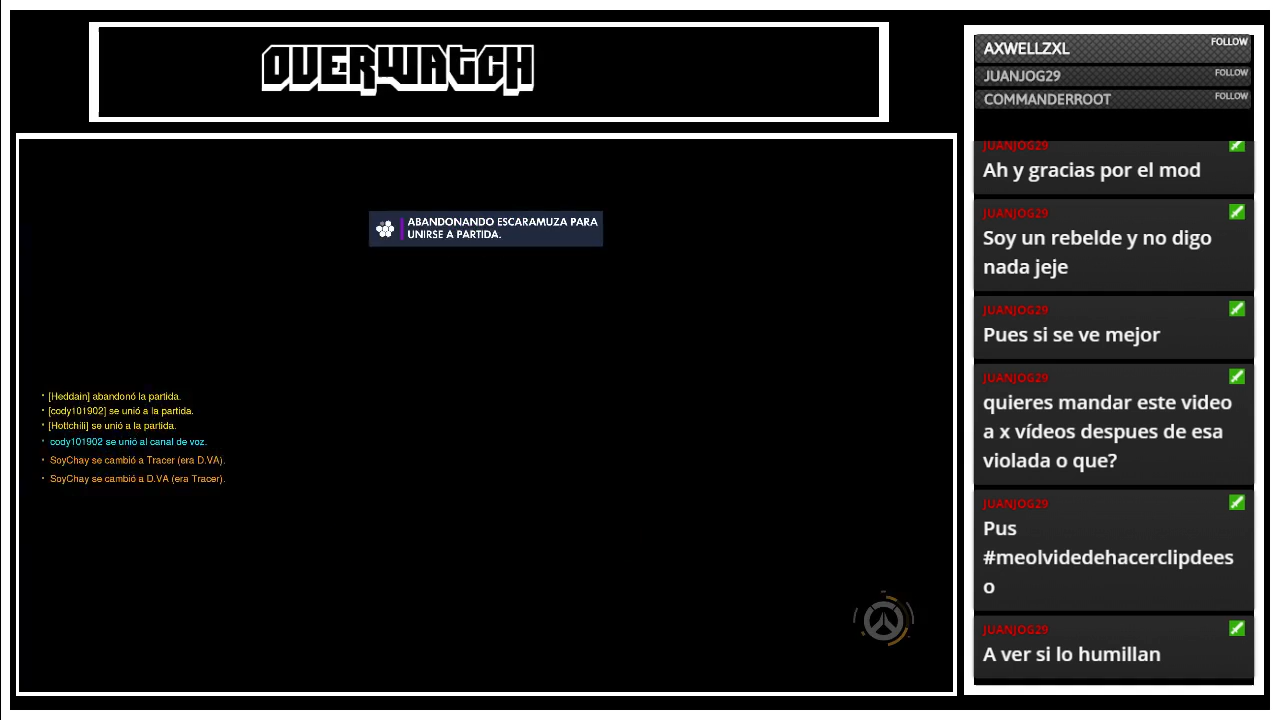 OVERWATCH
ABANDONANDO ESCARAMUZA PARA
UNIRSE A PARTIDA.
[Heddain] abandonó la partida.
[cody101902] se unió a la partida.
[Hotlchili] se unió a la partida.
cody101902 se unió al canal de voz.
SoyChay se cambió a Tracer (era D.VA).
SoyChay se cambió a D.VA (era Tracer).
AXWELLZXL FOLLOW
JUANJOG29 FOLLOW
COMMANDERROOT FOLLOW
JUANJOG29
Ah y gracias por el mod
JUANJOG29
Soy un rebelde y no digo
nada jeje
JUANJOG29
Pues si se ve mejor
JUANJOG29
quieres mandar este video
a x vídeos despues de esa
violada o que?
JUANJOG29
Pus
#meolvidedehacerclipdees
o
JUANJOG29
A ver si lo humillan